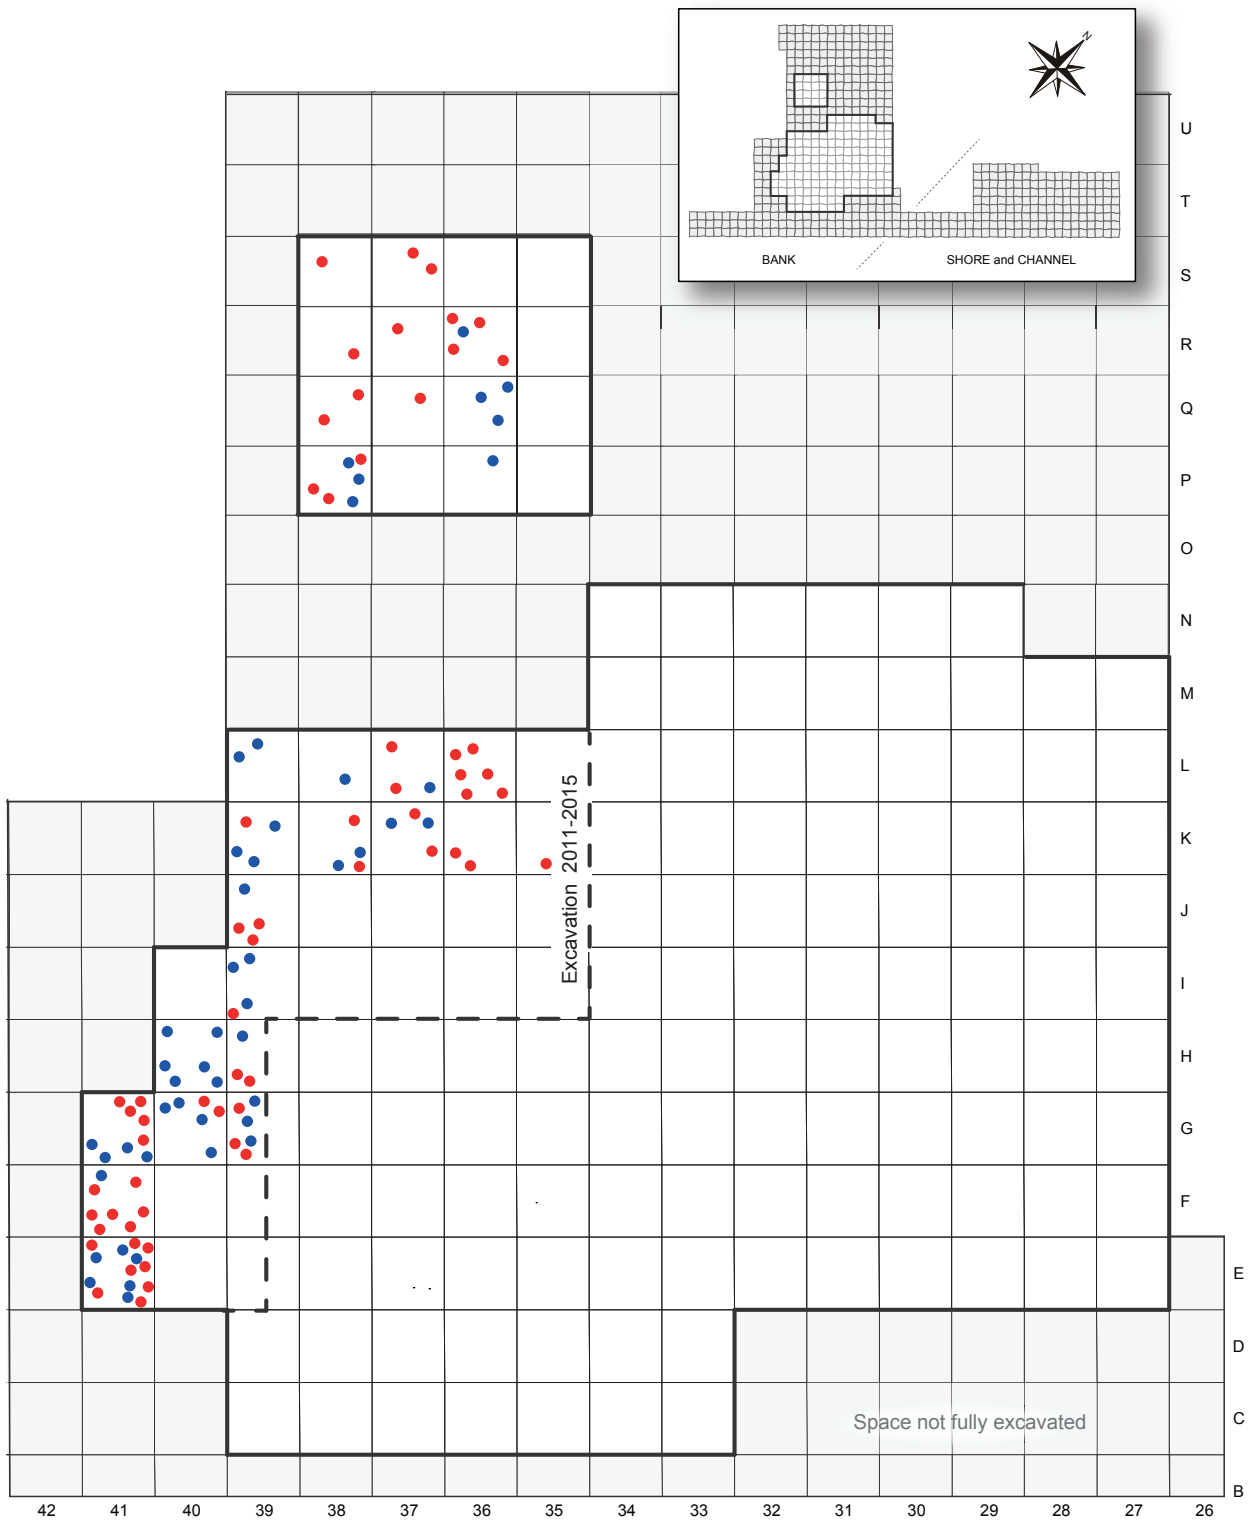 N
BANK
SHORE and CHANNEL
U
T
S
R
Q
P
O
N
M
L
K
J
I
H
G
F
E
D
C
B
Excavation 2011-2015
Space not fully excavated
42 41 40 39 38 37 36 35 34 33 32 31 30 29 28 27 26